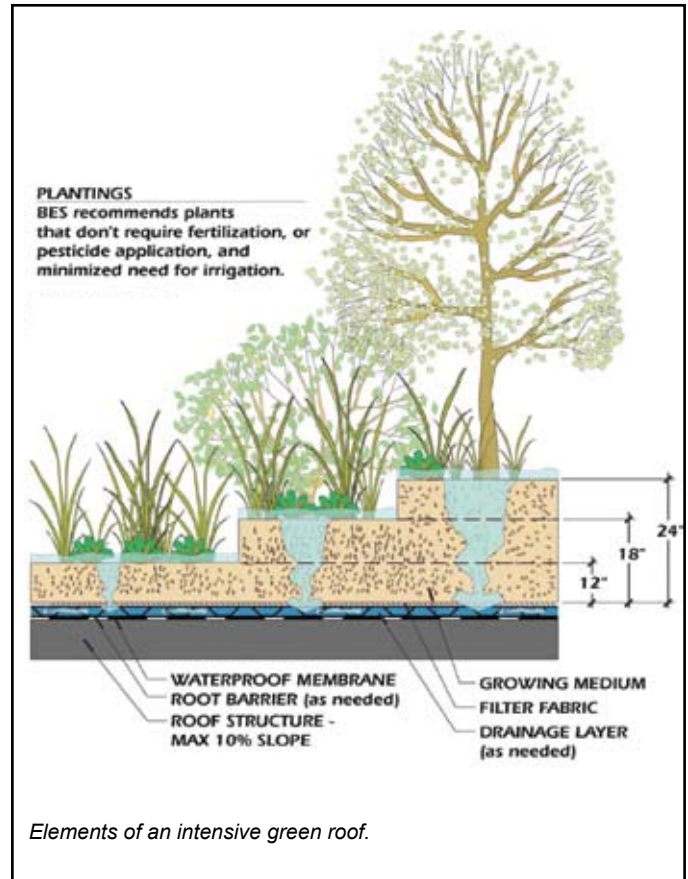 PLANTINGS
BES recommends plants
that don't require fertilization, or
pesticide application, and
minimized need for irrigation.
24"
18"
12"
WATERPROOF MEMBRANE
ROOT BARRIER (as needed)
ROOF STRUCTURE -
MAX 10% SLOPE
GROWING MEDIUM
FILTER FABRIC
DRAINAGE LAYER
(as needed)
Elements of an intensive green roof.